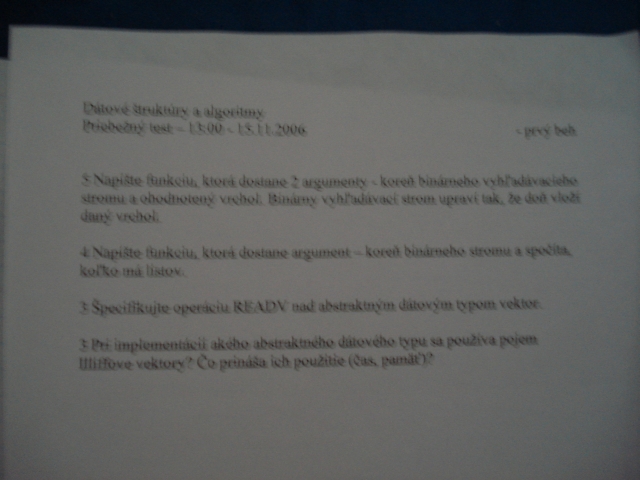 Dátové štruktúry a algoritmy
Priebežný test – 13:00 - 15.11.2006 - prvý beh
5 Napíšte funkciu, ktorá dostane 2 argumenty - koreň binárneho vyhľadávacieho
stromu a ohodnotený vrchol. Binárny vyhľadávací strom upraví tak, že doň vloží
daný vrchol.
4 Napíšte funkciu, ktorá dostane argument – koreň binárneho stromu a spočíta,
koľko má listov.
3 Špecifikujte operáciu READV nad abstraktným dátovým typom vektor.
3 Pri implementácii akého abstraktného dátového typu sa používa pojem
Iliffove vektory? Čo prináša ich použitie (čas, pamäť)?